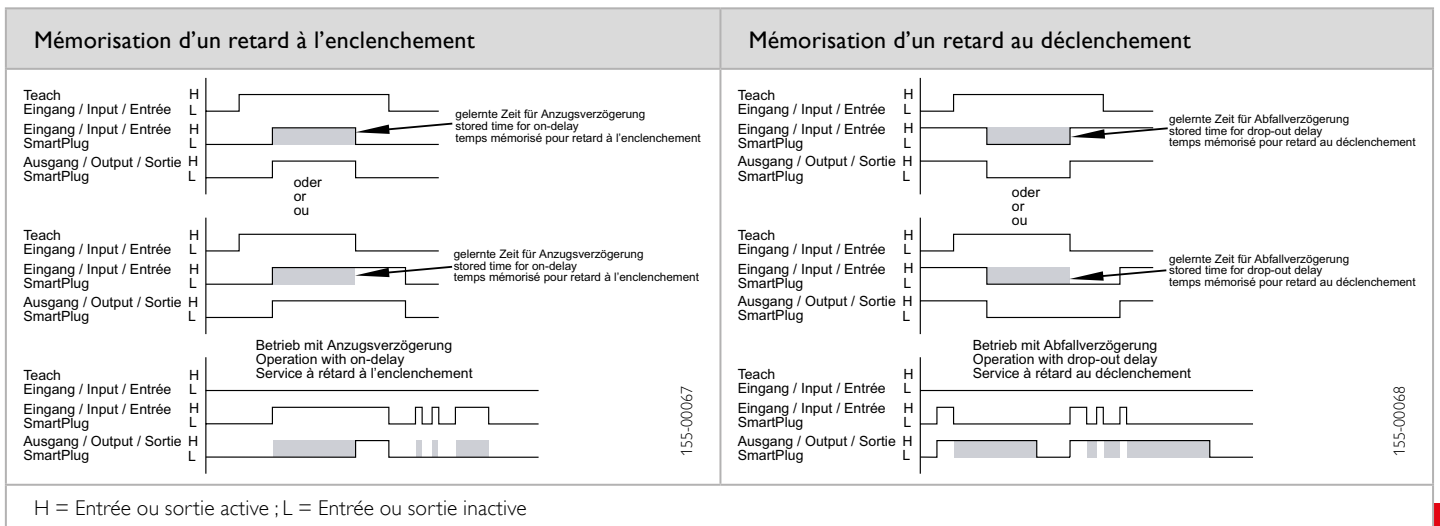 Mémorisation d’un retard à l’enclenchement
Teach H
Eingang / Input / Entrée L
Eingang / Input / Entrée H
SmartPlug L
Ausgang / Output / Sortie H
SmartPlug L
gelernte Zeit für Anzugsverzögerung
stored time for on-delay
temps mémorisé pour retard à l’enclenchement
oder
or
ou
Teach H
Eingang / Input / Entrée L
Eingang / Input / Entrée H
SmartPlug L
Ausgang / Output / Sortie H
SmartPlug L
gelernte Zeit für Anzugsverzögerung
stored time for on-delay
temps mémorisé pour retard à l’enclenchement
Betrieb mit Anzugsverzögerung
Operation with on-delay
Service à rétard à l’enclenchement
Teach H
Eingang / Input / Entrée L
Eingang / Input / Entrée H
SmartPlug L
Ausgang / Output / Sortie H
SmartPlug L
155-00067
Mémorisation d’un retard au déclenchement
Teach H
Eingang / Input / Entrée L
Eingang / Input / Entrée H
SmartPlug L
Ausgang / Output / Sortie H
SmartPlug L
gelernte Zeit für Abfallverzögerung
stored time for drop-out delay
temps mémorisé pour retard au déclenchement
oder
or
ou
Teach H
Eingang / Input / Entrée L
Eingang / Input / Entrée H
SmartPlug L
Ausgang / Output / Sortie H
SmartPlug L
gelernte Zeit für Abfallverzögerung
stored time for drop-out delay
temps mémorisé pour retard au déclenchement
Betrieb mit Abfallverzögerung
Operation with drop-out delay
Service à rétard au déclenchement
Teach H
Eingang / Input / Entrée L
Eingang / Input / Entrée H
SmartPlug L
Ausgang / Output / Sortie H
SmartPlug L
155-00068
H = Entrée ou sortie active ; L = Entrée ou sortie inactive